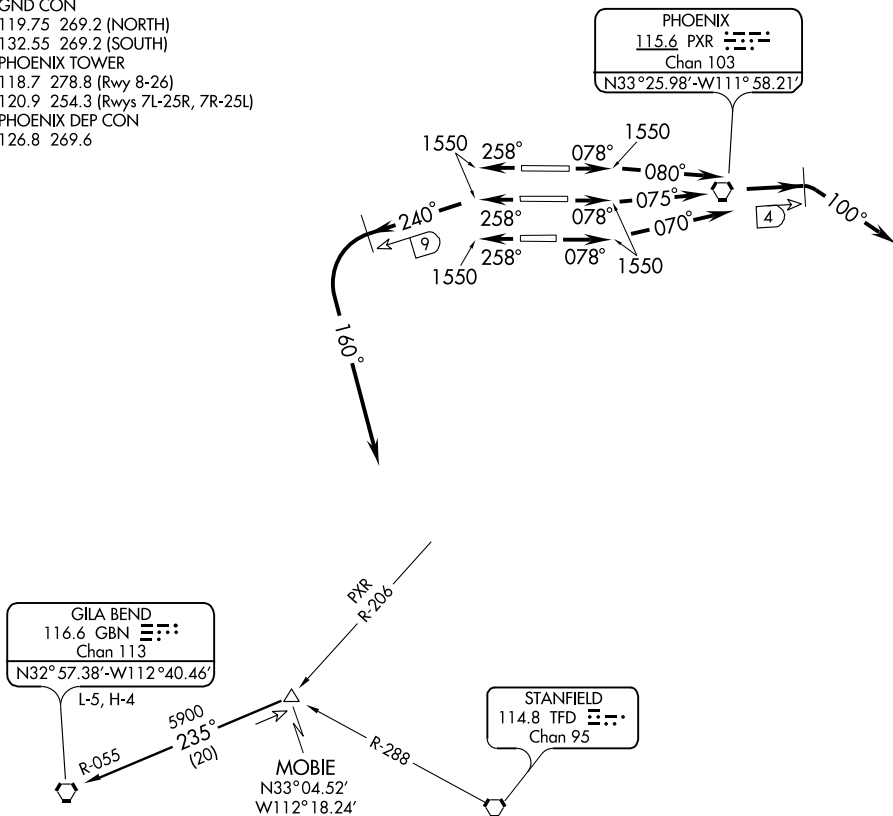 GND CON
119.75 269.2 (NORTH)
132.55 269.2 (SOUTH)
PHOENIX TOWER
118.7 278.8 (Rwy 8-26)
120.9 254.3 (Rwys 7L-25R, 7R-25L)
PHOENIX DEP CON
126.8 269.6
PHOENIX
115.6 PXR
Chan 103
N33°25.98'-W111°58.21'
1550
258°
078°
1550
080°
240°
258°
078°
075°
4
100°
9
258°
078°
070°
1550
1550
160°
PXR
R-206
GILA BEND
116.6 GBN
Chan 113
N32°57.38'-W112°40.46'
L-5, H-4
5900
235°
(20)
R-055
MOBIE
N33°04.52'
W112°18.24'
R-288
STANFIELD
114.8 TFD
Chan 95